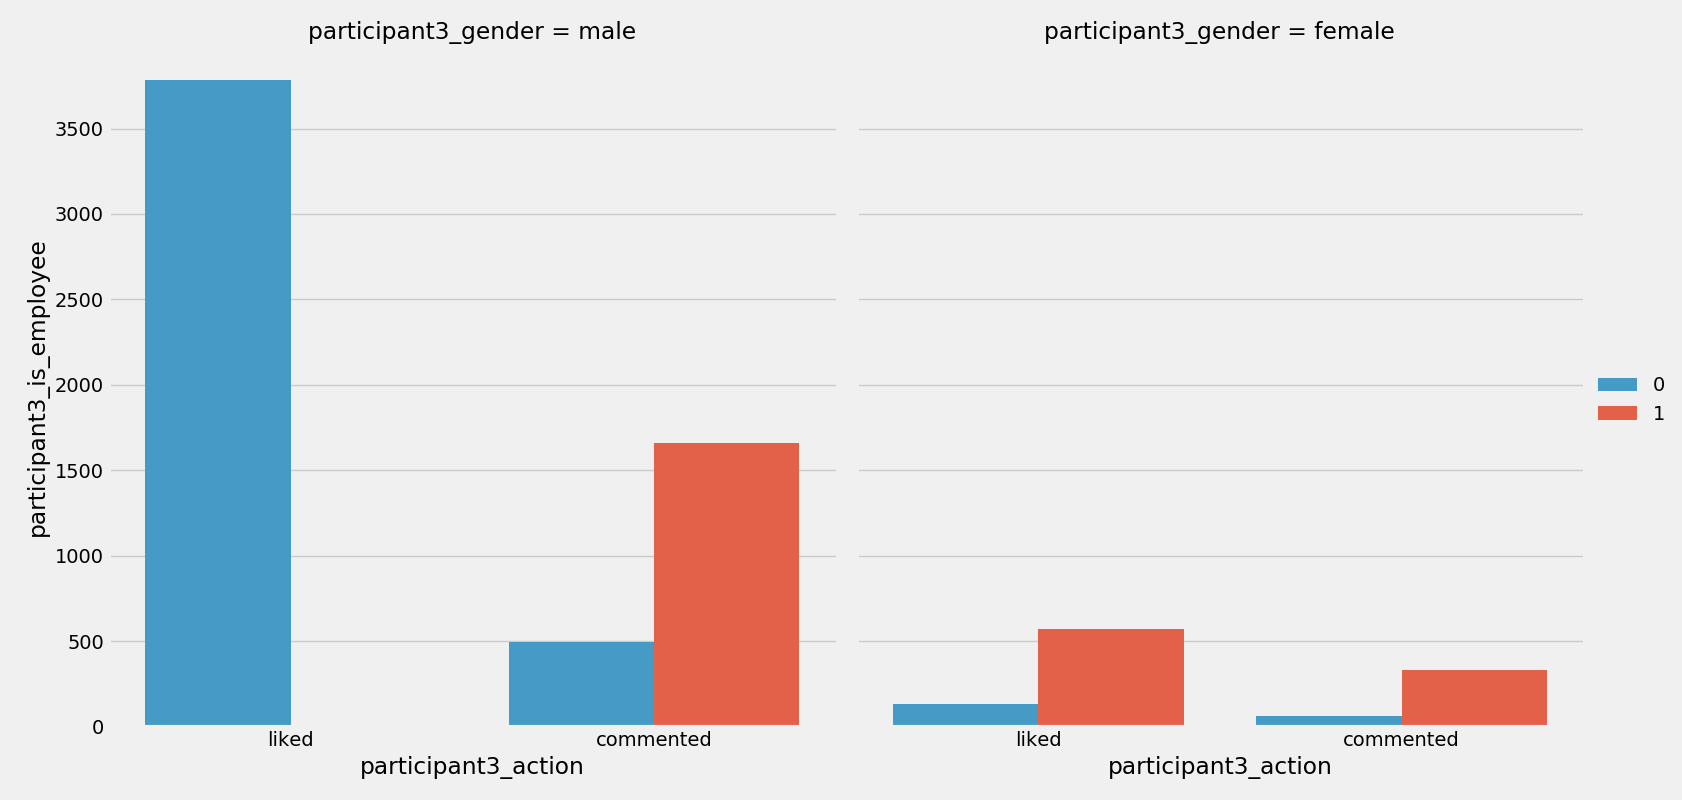 participant3_gender = male
participant3_gender = female
participant3_is_employee
3500
3000
2500
2000
1500
1000
500
0
liked
commented
liked
commented
participant3_action
participant3_action
0
1